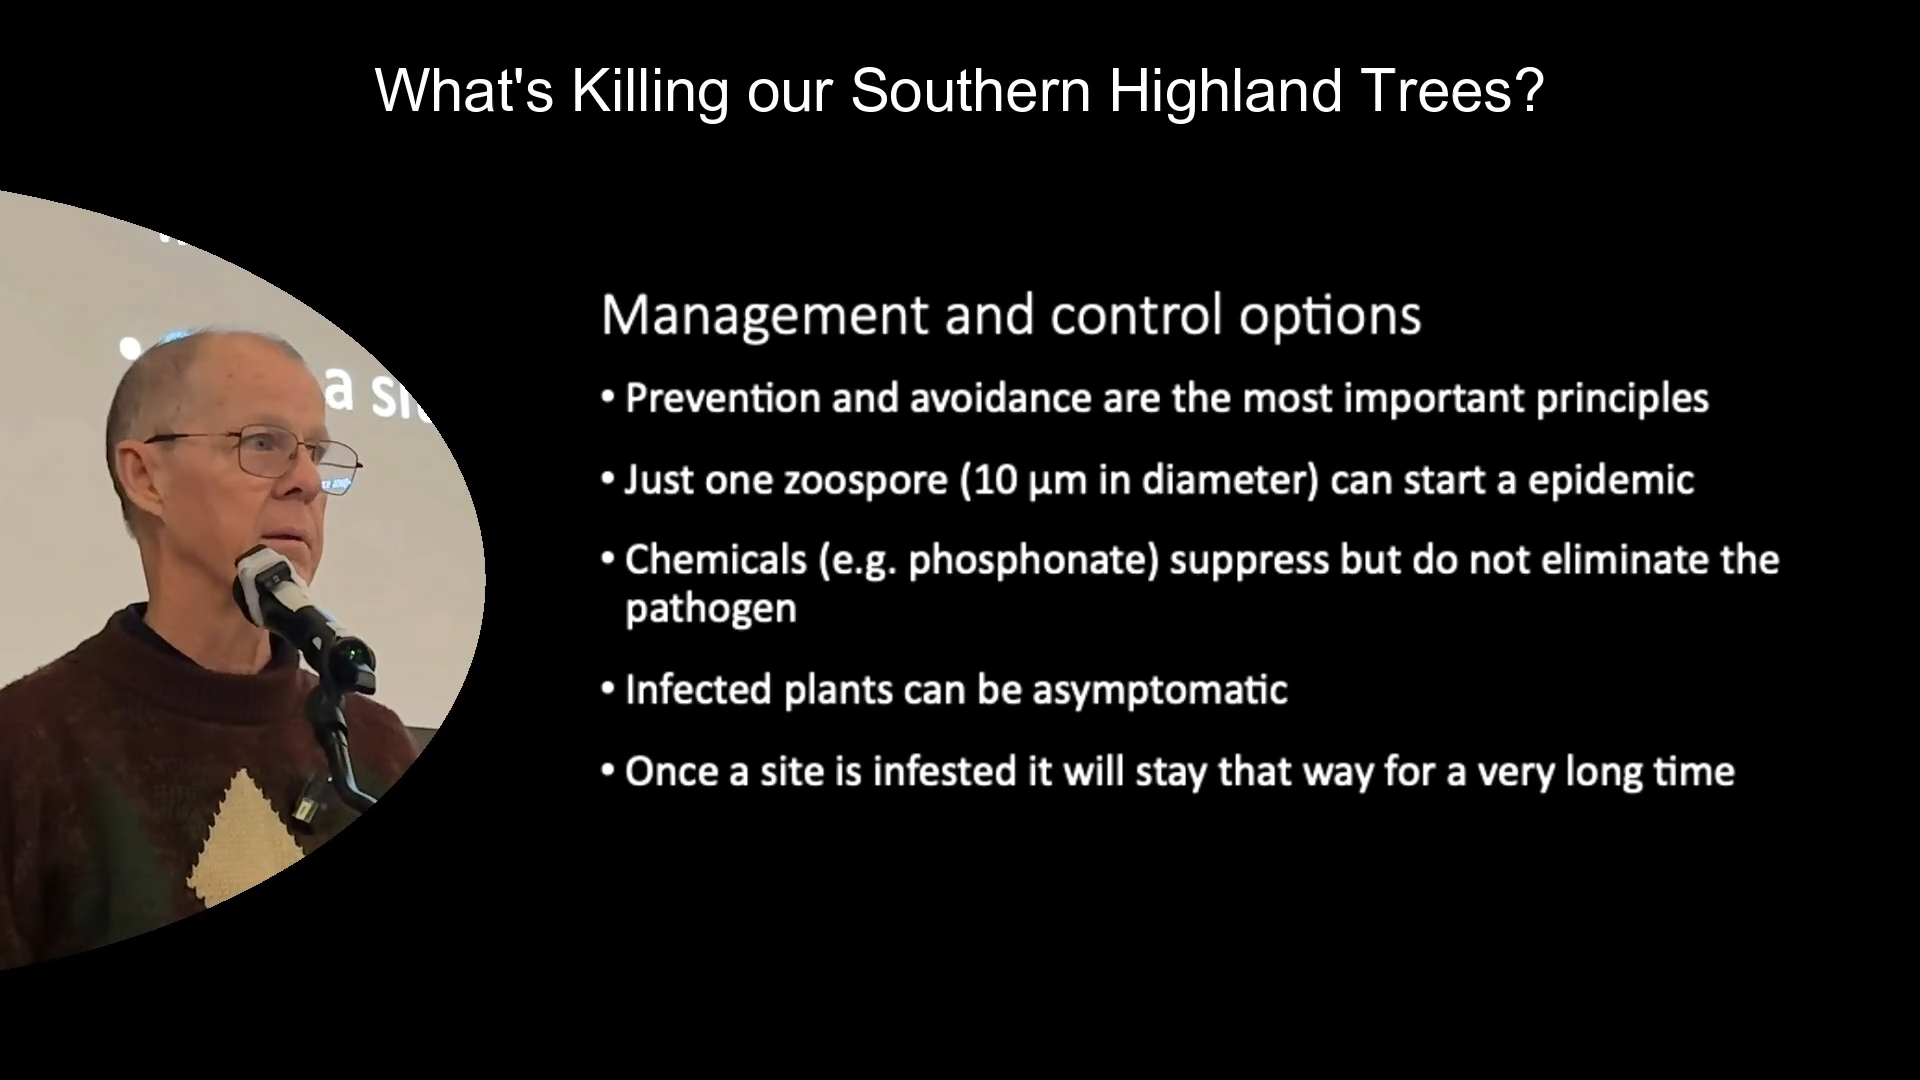 What's Killing our Southern Highland Trees?
Management and control options
• Prevention and avoidance are the most important principles
• Just one zoospore (10 µm in diameter) can start a epidemic
• Chemicals (e.g. phosphonate) suppress but do not eliminate the
pathogen
• Infected plants can be asymptomatic
• Once a site is infested it will stay that way for a very long time
a